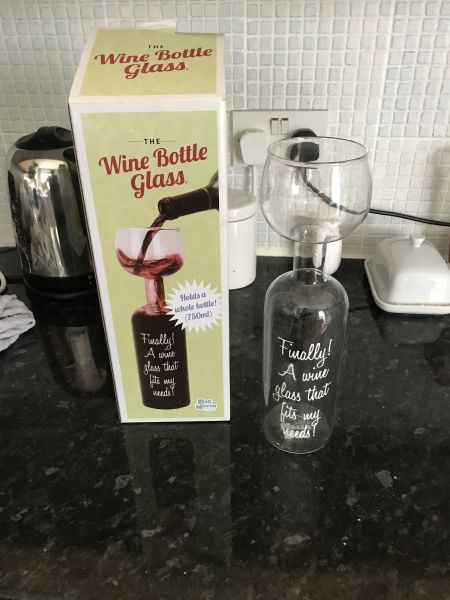 THE
Wine Bottle
Glass
THE
Wine Bottle
Glass
Holds a
whole bottle!
(750ml)
Finally!
A wine
glass that
fits my
needs!
Finally!
A wine
glass that
fits my
needs!